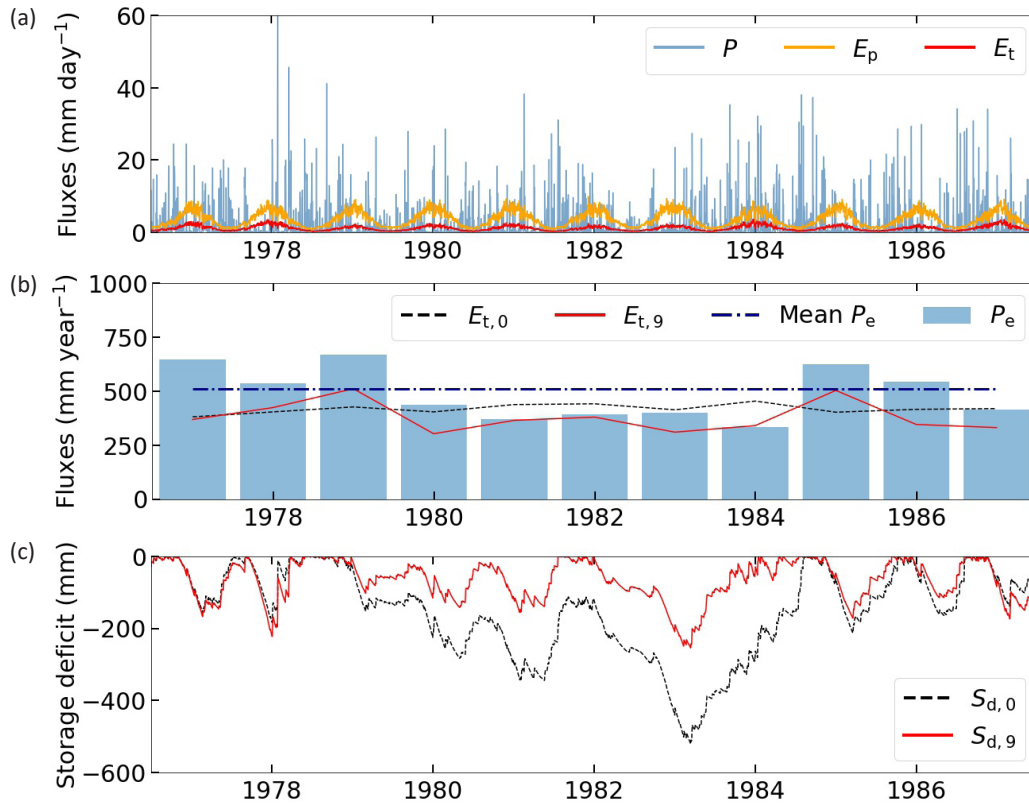 (a)
Fluxes (mm day⁻¹)
60
40
20
0
P Eₚ Eₜ
1978 1980 1982 1984 1986
(b)
Fluxes (mm year⁻¹)
1000
750
500
250
0
Eₜ,₀ Eₜ,₉ Mean Pₑ Pₑ
1978 1980 1982 1984 1986
(c)
Storage deficit (mm)
0
−200
−400
−600
S_d,0
S_d,9
1978 1980 1982 1984 1986